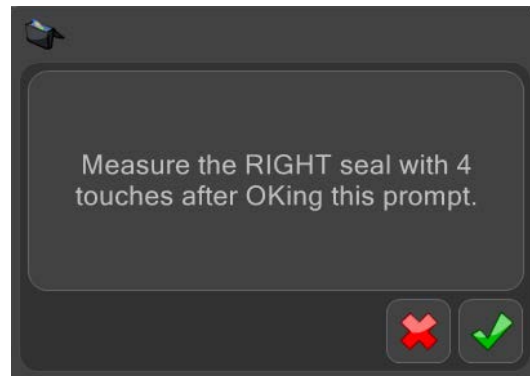 Measure the RIGHT seal with 4
touches after OKing this prompt.